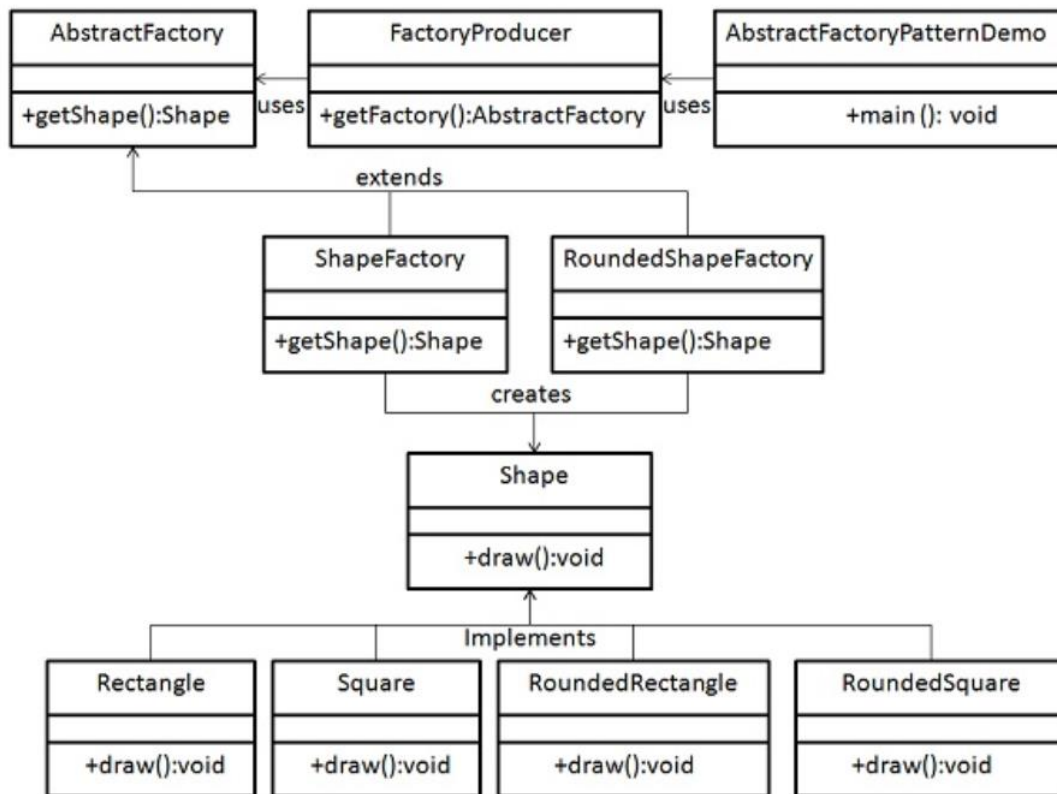 AbstractFactory
+getShape():Shape
uses
FactoryProducer
+getFactory():AbstractFactory
uses
AbstractFactoryPatternDemo
+main (): void
extends
ShapeFactory
+getShape():Shape
RoundedShapeFactory
+getShape():Shape
creates
Shape
+draw():void
Implements
Rectangle
+draw():void
Square
+draw():void
RoundedRectangle
+draw():void
RoundedSquare
+draw():void